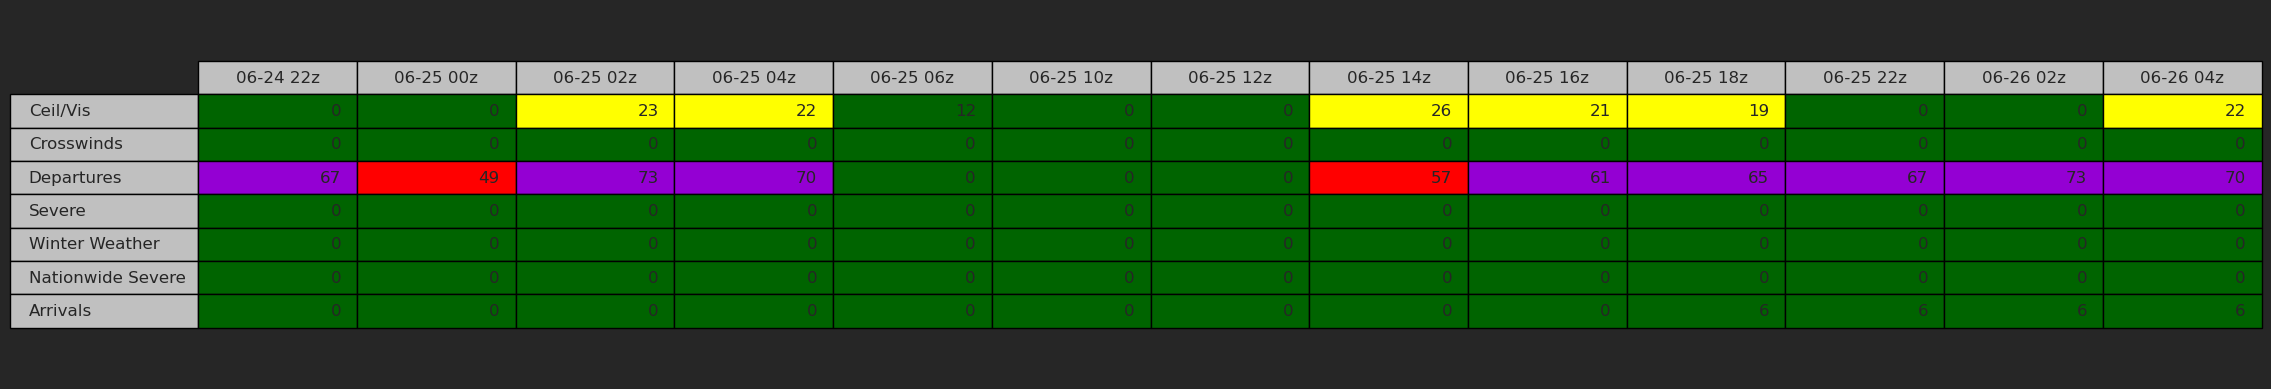 06-24 22z 06-25 00z 06-25 02z 06-25 04z 06-25 06z 06-25 10z 06-25 12z 06-25 14z 06-25 16z 06-25 18z 06-25 22z 06-26 02z 06-26 04z
Ceil/Vis 0 0 23 22 12 0 0 26 21 19 0 0 22
Crosswinds 0 0 0 0 0 0 0 0 0 0 0 0 0
Departures 67 49 73 70 0 0 0 57 61 65 67 73 70
Severe 0 0 0 0 0 0 0 0 0 0 0 0 0
Winter Weather 0 0 0 0 0 0 0 0 0 0 0 0 0
Nationwide Severe 0 0 0 0 0 0 0 0 0 0 0 0 0
Arrivals 0 0 0 0 0 0 0 0 0 6 6 6 6